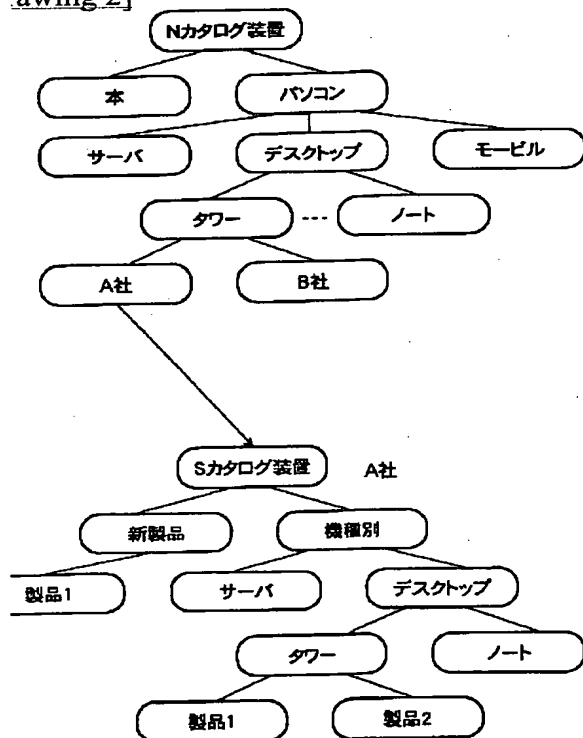 awing 2]
Nカタログ装置
本
パソコン
サーバ
デスクトップ
モービル
タワー
---
ノート
A社
B社
Sカタログ装置
A社
新製品
機種別
製品1
サーバ
デスクトップ
タワー
ノート
製品1
製品2